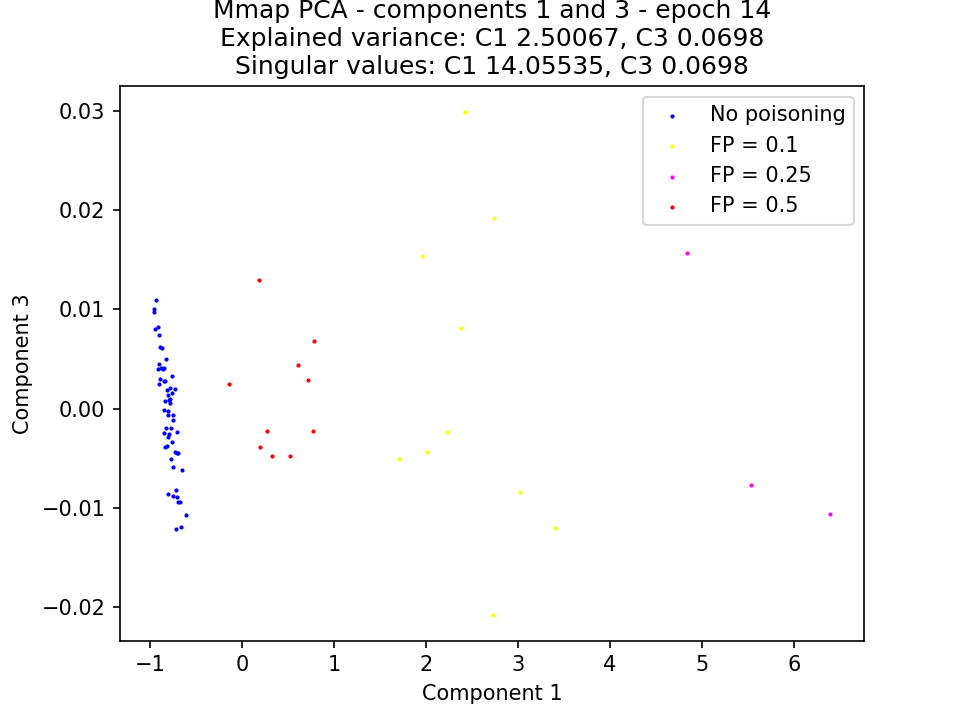 Mmap PCA - components 1 and 3 - epoch 14
Explained variance: C1 2.50067, C3 0.0698
Singular values: C1 14.05535, C3 0.0698
No poisoning
FP = 0.1
FP = 0.25
FP = 0.5
0.03
0.02
0.01
0.00
−0.01
−0.02
Component 3
−1 0 1 2 3 4 5 6
Component 1